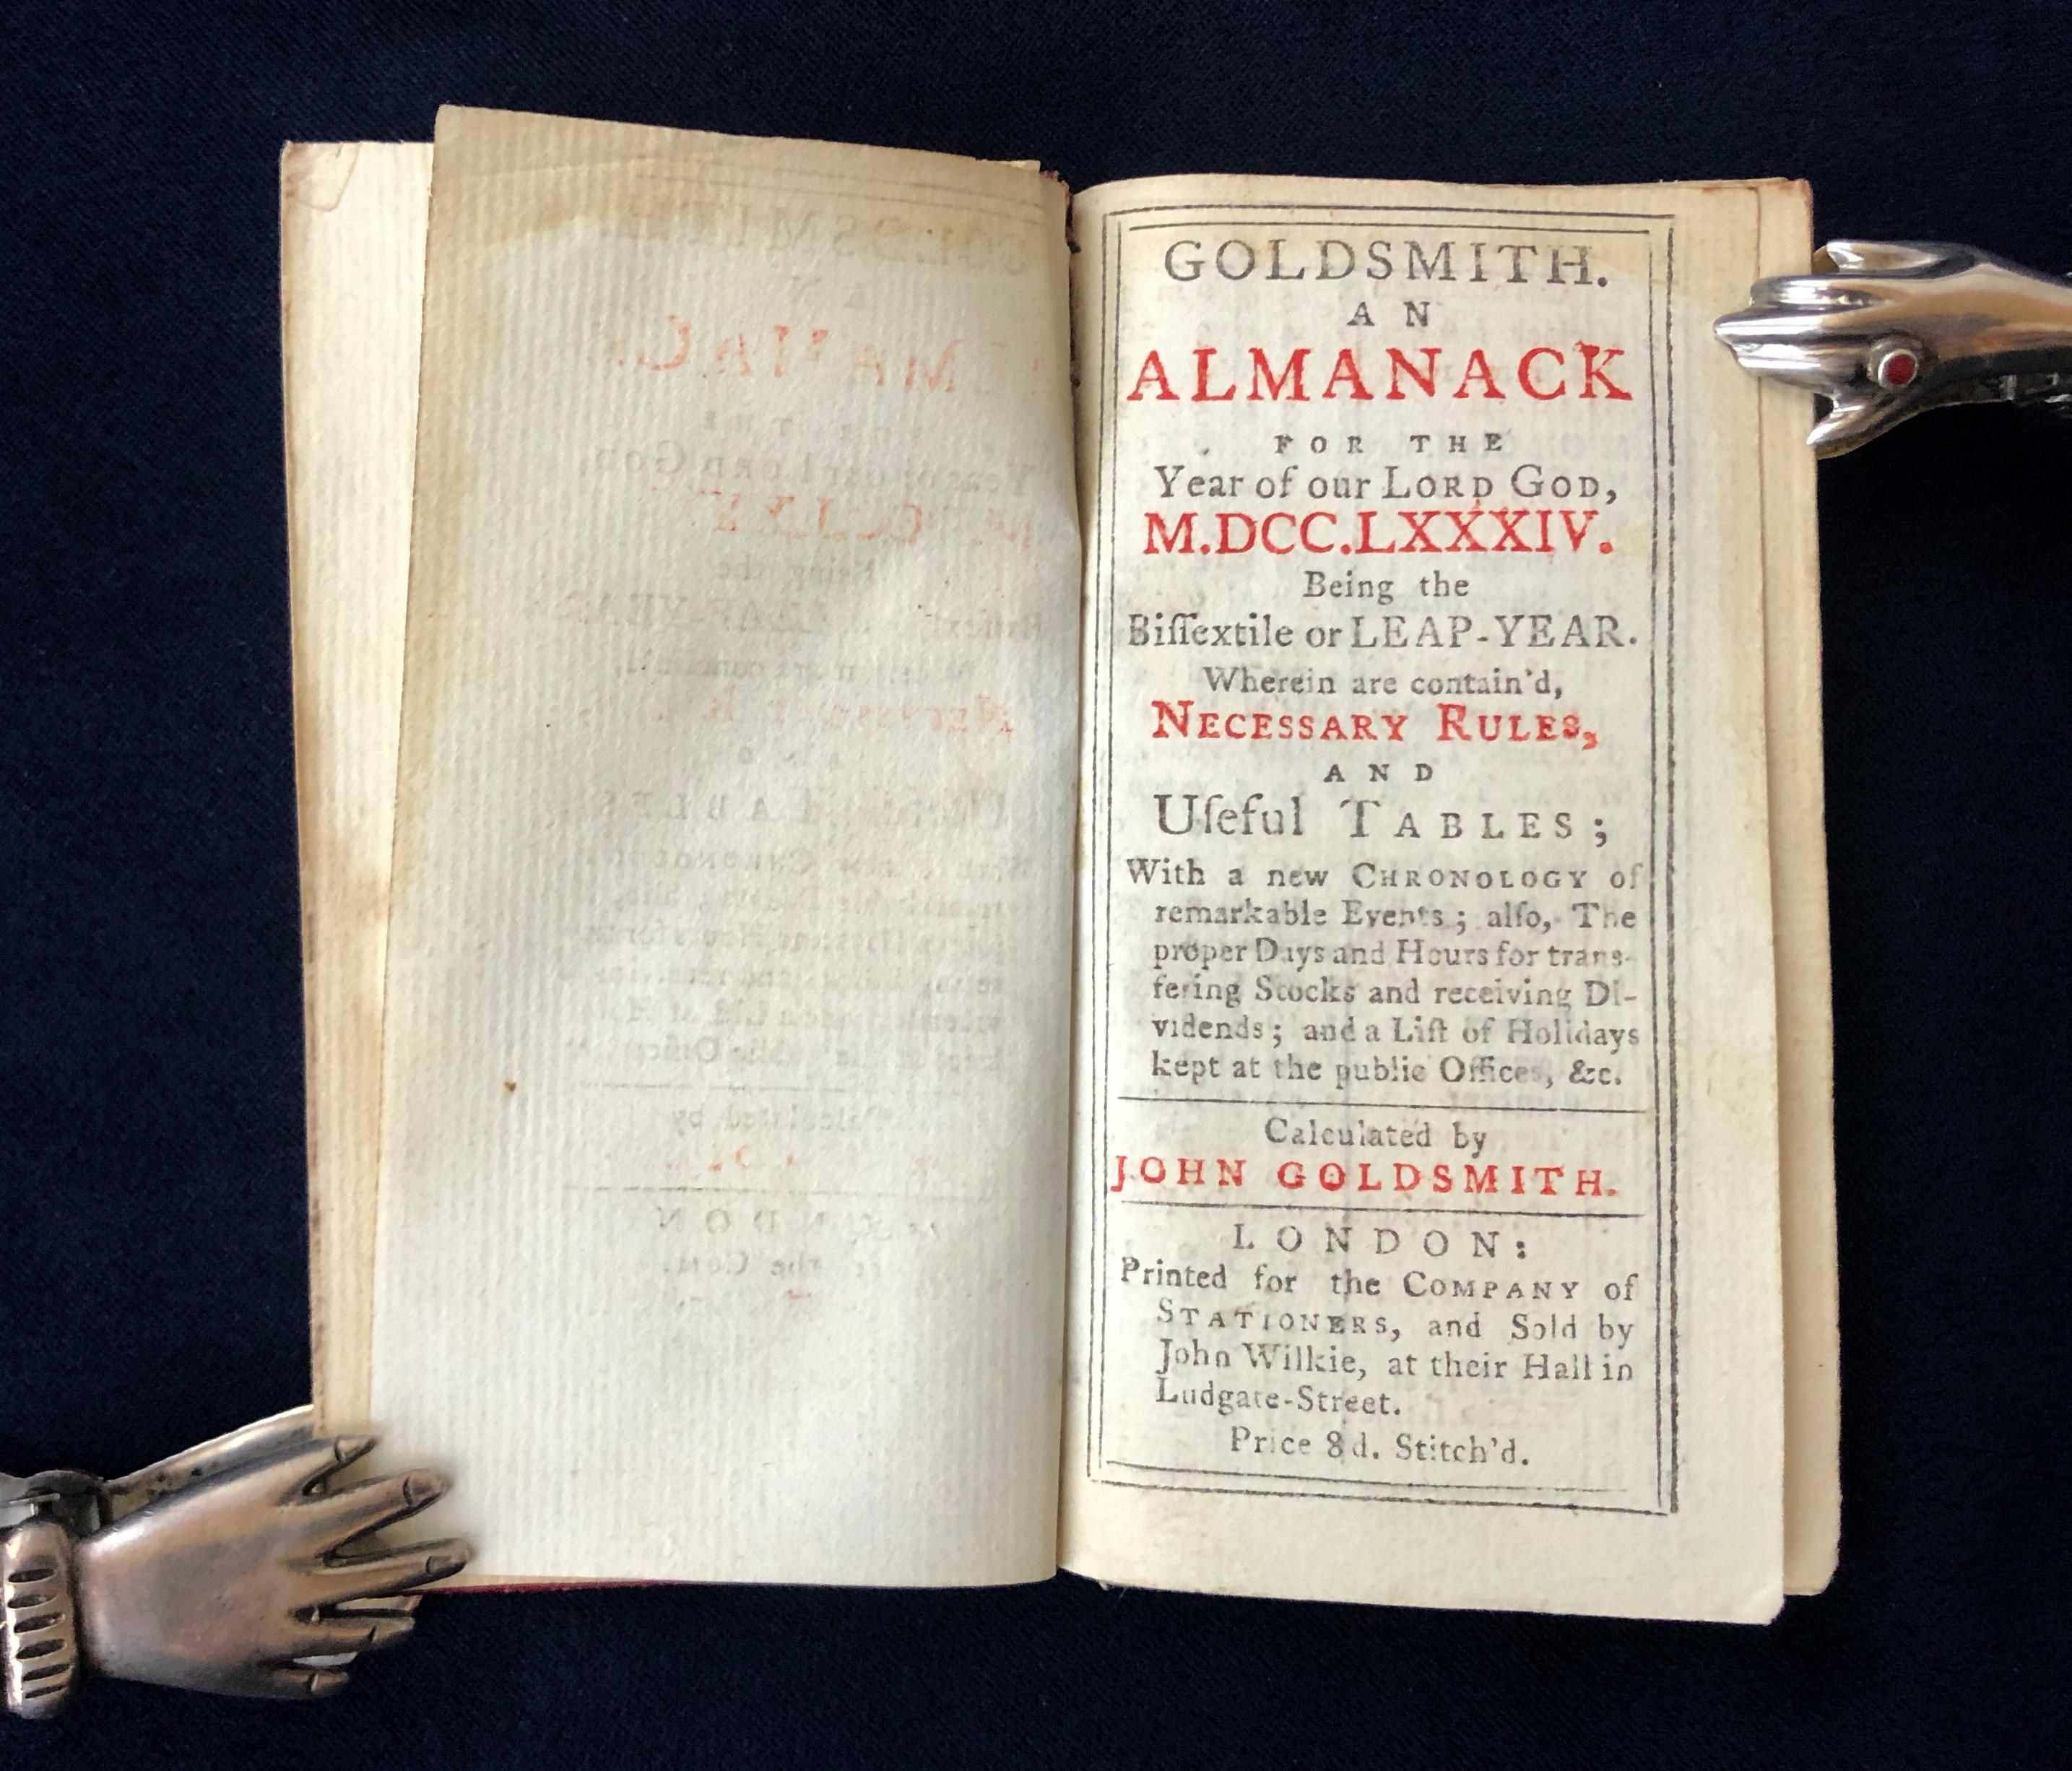 GOLDSMITH.
AN
ALMANACK
FOR THE
Year of our LORD GOD,
M.DCC.LXXXIV.
Being the
Biſſextile or LEAP-YEAR.
Wherein are contain'd,
NECESSARY RULES,
AND
Uſeful TABLES;
With a new CHRONOLOGY of
remarkable Events; alſo, The
proper Days and Hours for trans-
fering Stocks and receiving Di-
vidends; and a Liſt of Holidays
kept at the public Offices, &c.
Calculated by
JOHN GOLDSMITH.
LONDON:
Printed for the COMPANY of
STATIONERS, and Sold by
John Wilkie, at their Hall in
Ludgate-Street.
Price 8d. Stitch'd.